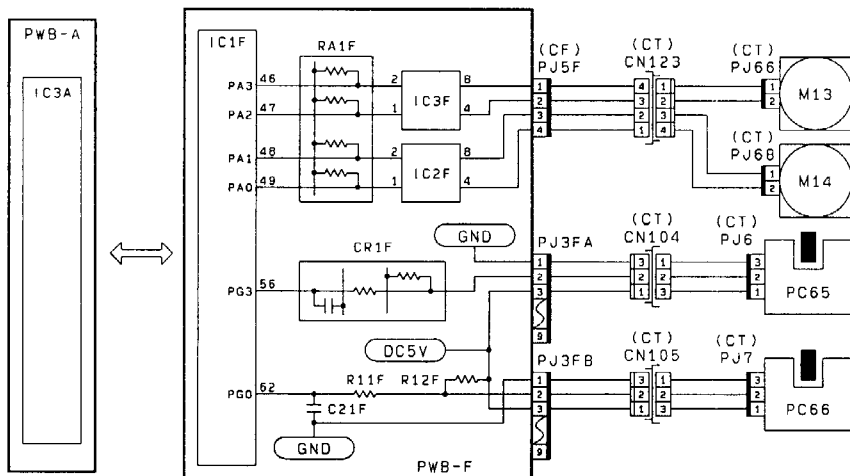 PWB-A
IC3A
IC1F
RA1F
PA3 46
2 IC3F 8
1 4
PA2 47
PA1 48
2 IC2F 8
1 4
PA0 49
(CF)
PJ5F
1
2
3
4
(CT)
CN123
4 1
3 2
2 3
1 4
(CT)
PJ66
1
2
M13
(CT)
PJ68
1
2
M14
GND
CR1F
PG3 56
PJ3FA
1
2
3
9
(CT)
CN104
3 1
2 2
1 3
(CT)
PJ6
3
2
1
PC65
DC5V
PG0 62
R11F
R12F
C21F
GND
PJ3FB
1
2
3
9
(CT)
CN105
3 1
2 2
1 3
(CT)
PJ7
3
2
1
PC66
PWB-F